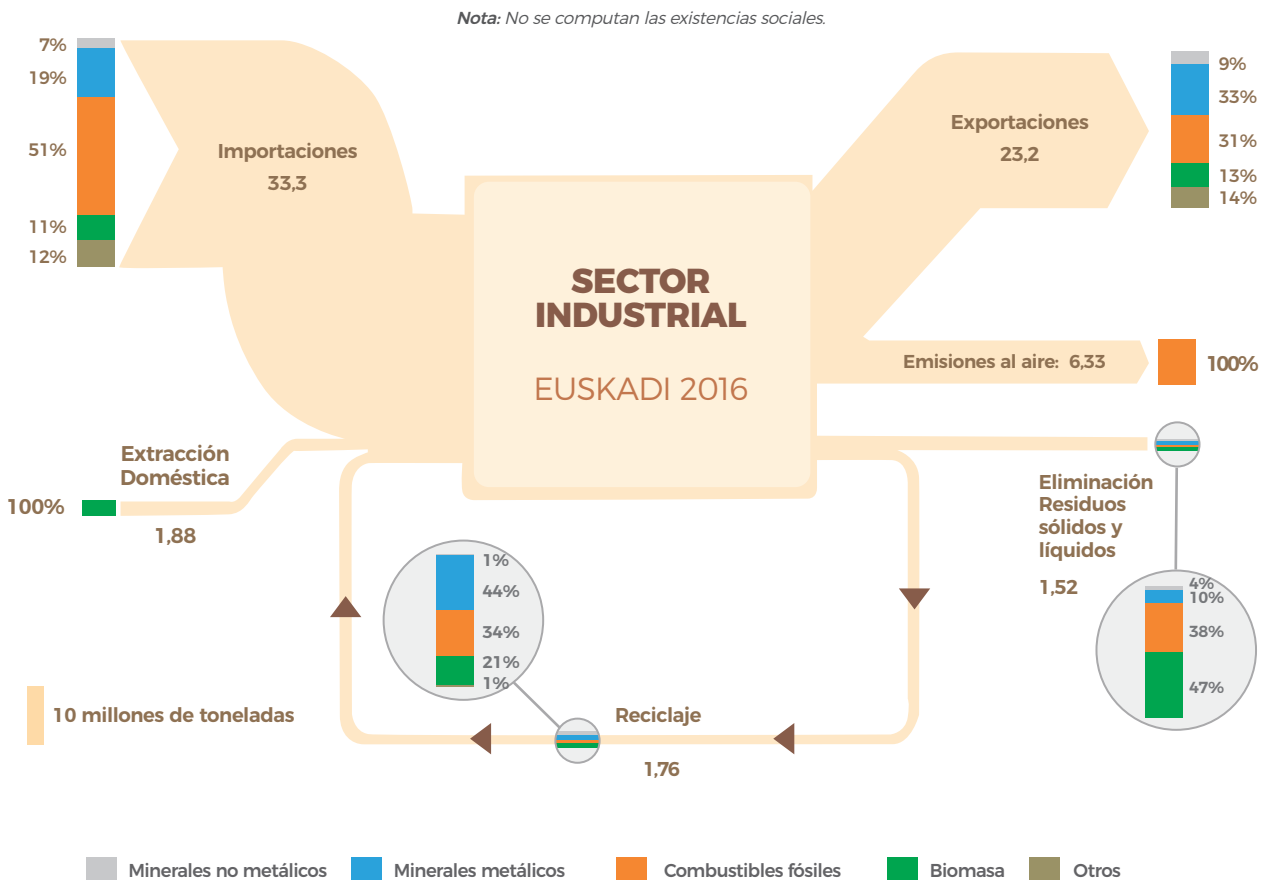 Nota: No se computan las existencias sociales.
7%
19%
51%
11%
12%
Importaciones
33,3
Exportaciones
23,2
9%
33%
31%
13%
14%
SECTOR
INDUSTRIAL
EUSKADI 2016
Emisiones al aire: 6,33
100%
Extracción
Doméstica
100%
1,88
Eliminación
Residuos
sólidos y
líquidos
1,52
4%
10%
38%
47%
1%
44%
34%
21%
1%
10 millones de toneladas
Reciclaje
1,76
Minerales no metálicos
Minerales metálicos
Combustibles fósiles
Biomasa
Otros